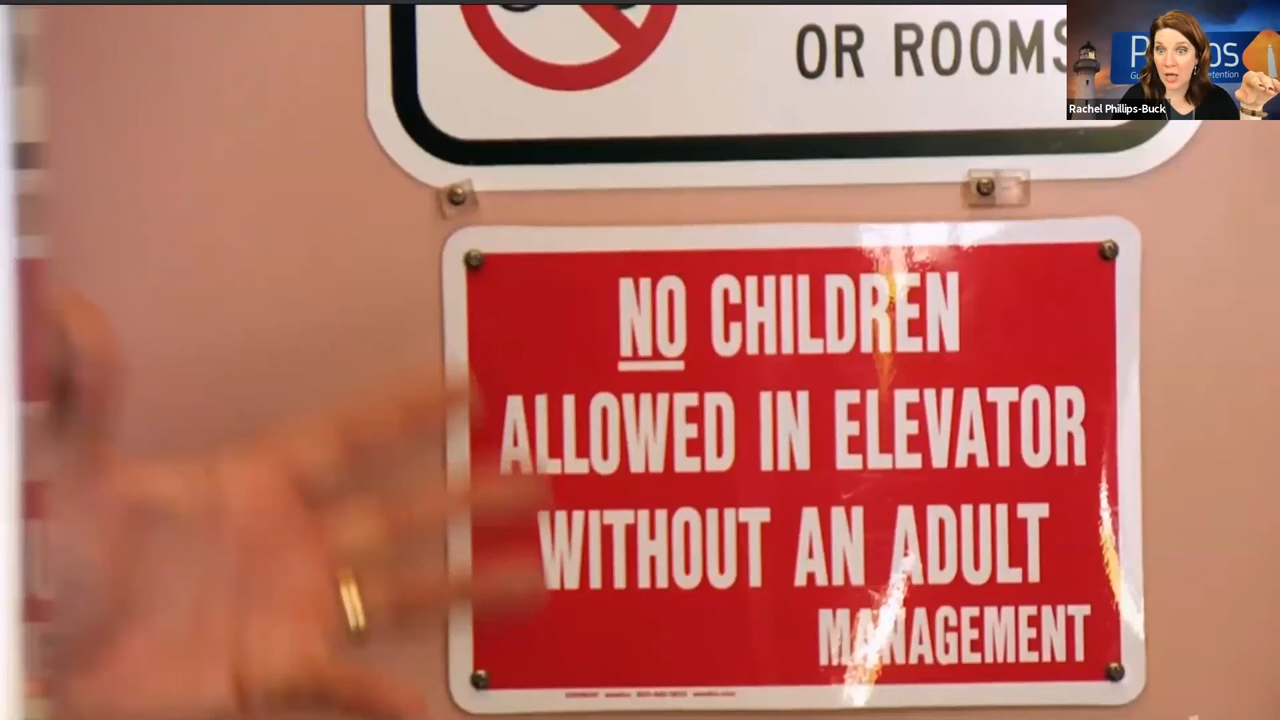 OR ROOMS
Rachel Phillips-Buck
NO CHILDREN
ALLOWED IN ELEVATOR
WITHOUT AN ADULT
MANAGEMENT